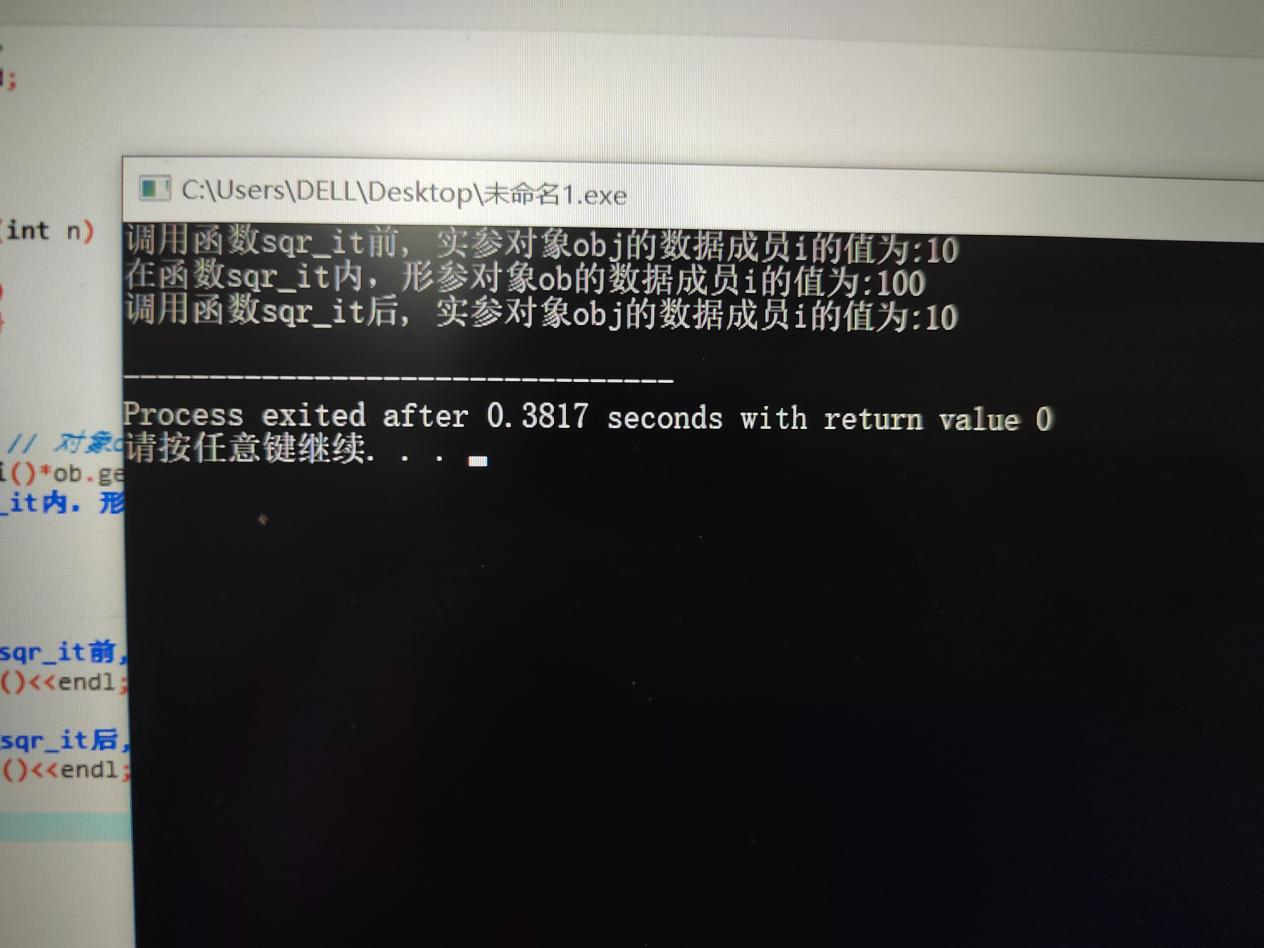 ;
C:\Users\DELL\Desktop\未命名1.exe
(int n)
调用函数sqr_it前, 实参对象obj的数据成员i的值为:10
在函数sqr_it内, 形参对象ob的数据成员i的值为:100
调用函数sqr_it后, 实参对象obj的数据成员i的值为:10
--------------------------------
Process exited after 0.3817 seconds with return value 0
// 对象
请按任意键继续. . .
i()*ob.ge
_it内, 形
sqr_it前,
()<<endl;
sqr_it后,
()<<endl;